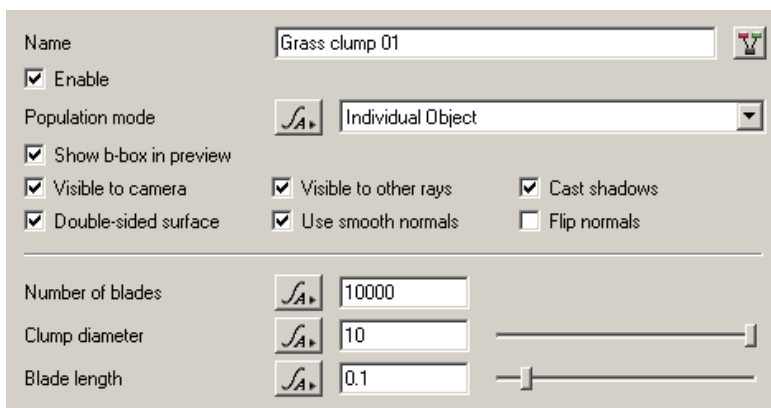 Name Grass clump 01
Enable
Population mode Individual Object
Show b-box in preview
Visible to camera Visible to other rays Cast shadows
Double-sided surface Use smooth normals Flip normals
Number of blades 10000
Clump diameter 10
Blade length 0.1